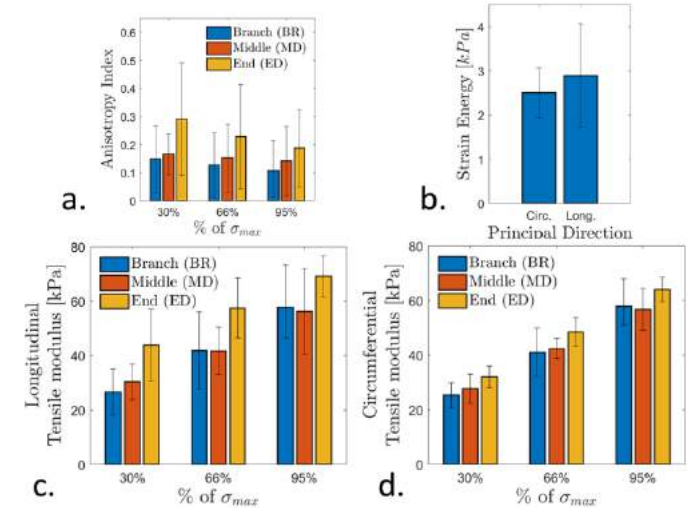 0.6
0.5
0.4
0.3
0.2
0.1
0
Anisotropy Index
Branch (BR)
Middle (MD)
End (ED)
30%
66%
95%
% of σmax
a.
5
4
3
2
1
0
Strain Energy [kPa]
Circ.
Long.
Principal Direction
b.
80
60
40
20
0
Longitudinal
Tensile modulus [kPa]
Branch (BR)
Middle (MD)
End (ED)
30%
66%
95%
% of σmax
c.
80
60
40
20
0
Circumferential
Tensile modulus [kPa]
Branch (BR)
Middle (MD)
End (ED)
30%
66%
95%
% of σmax
d.